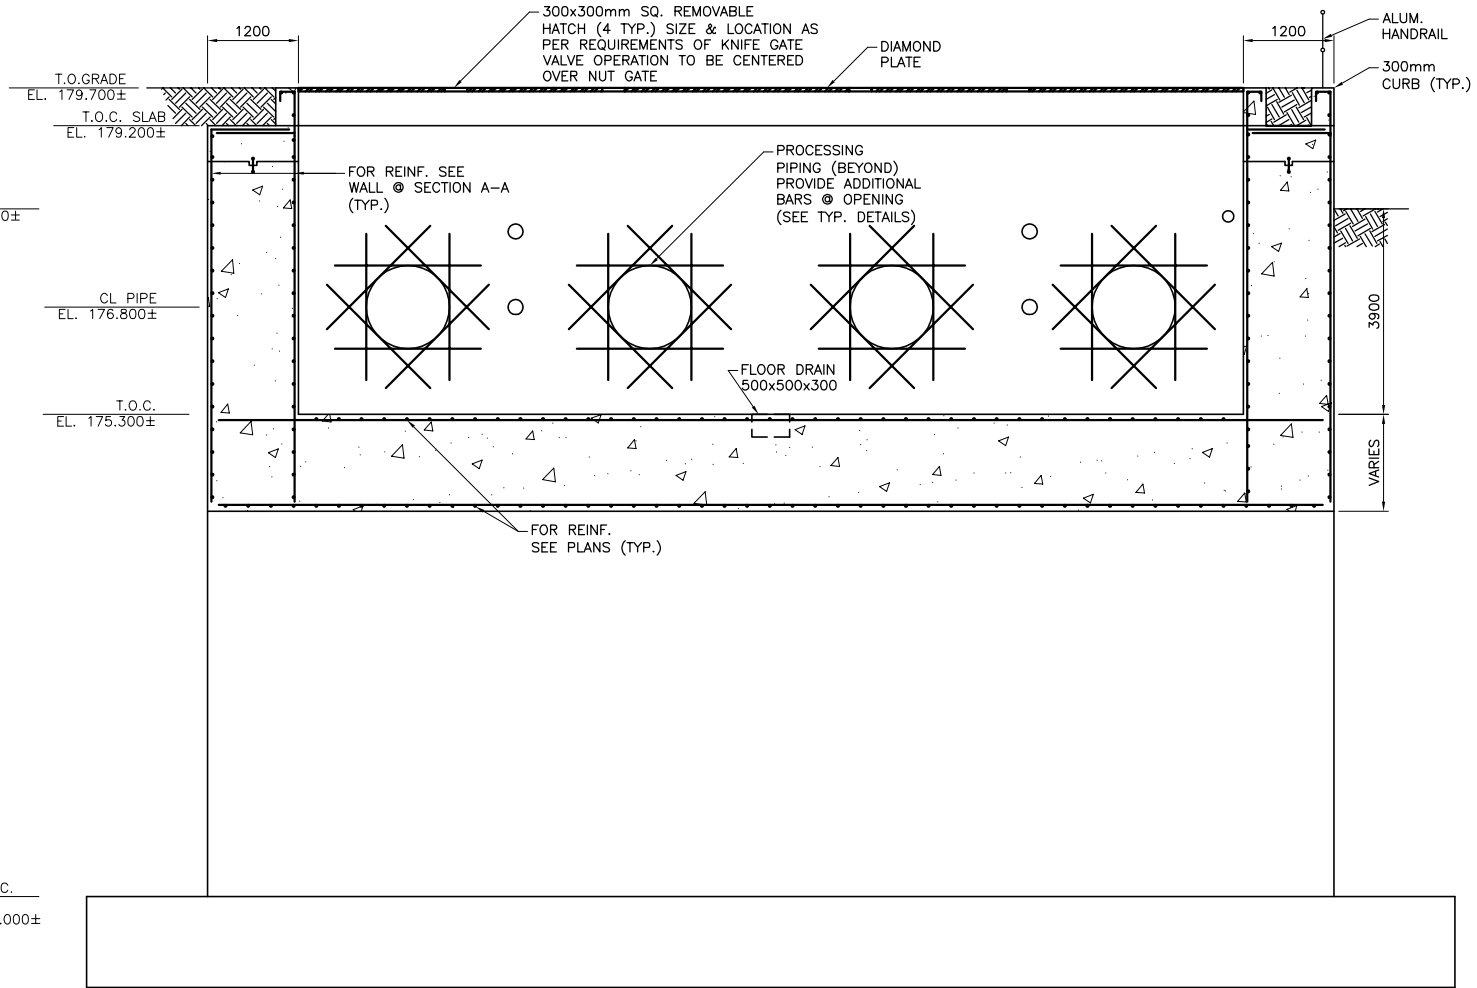 300x300mm SQ. REMOVABLE
HATCH (4 TYP.) SIZE & LOCATION AS
PER REQUIREMENTS OF KNIFE GATE
VALVE OPERATION TO BE CENTERED
OVER NUT GATE
1200
DIAMOND
PLATE
1200
ALUM.
HANDRAIL
300mm
CURB (TYP.)
T.O.GRADE
EL. 179.700±
T.O.C. SLAB
EL. 179.200±
FOR REINF. SEE
WALL @ SECTION A-A
(TYP.)
PROCESSING
PIPING (BEYOND)
PROVIDE ADDITIONAL
BARS @ OPENING
(SEE TYP. DETAILS)
0±
CL PIPE
EL. 176.800±
3900
FLOOR DRAIN
500x500x300
T.O.C.
EL. 175.300±
VARIES
FOR REINF.
SEE PLANS (TYP.)
C.
.000±